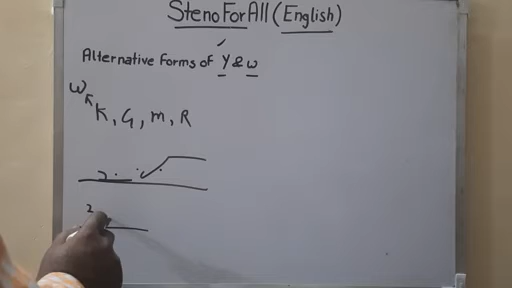 StenoForAll (English)
Alternative Forms of Y & W
W
K, G, M, R